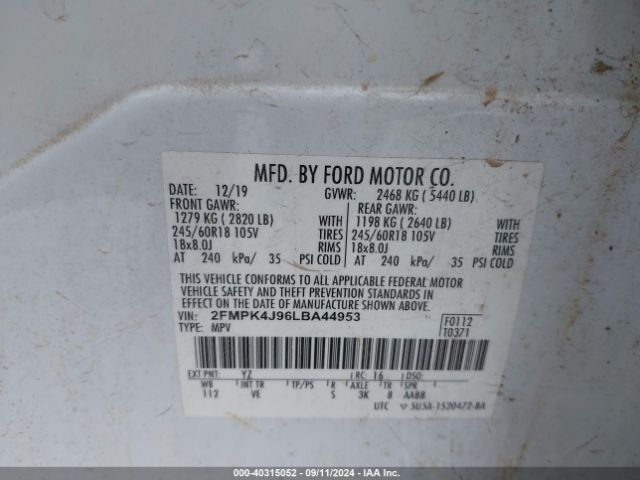 MFD. BY FORD MOTOR CO.
DATE: 12/19 GVWR: 2468 KG ( 5440 LB)
FRONT GAWR: REAR GAWR:
1279 KG ( 2820 LB) WITH 1198 KG ( 2640 LB) WITH
245/60R18 105V TIRES 245/60R18 105V TIRES
18x8.0J RIMS 18x8.0J RIMS
AT 240 kPa/ 35 PSI COLD AT 240 kPa/ 35 PSI COLD
THIS VEHICLE CONFORMS TO ALL APPLICABLE FEDERAL MOTOR
VEHICLE SAFETY AND THEFT PREVENTION STANDARDS IN
EFFECT ON THE DATE OF MANUFACTURE SHOWN ABOVE.
VIN: 2FMPK4J96LBA44953 F0112
TYPE: MPV T0371
EXT PNT: YZ RC: 16 DSO:
WB INT TR TP/PS R AXLE TR SPR
112 VE S 3K 8 AABB
UTC 5U5A-1520472-BA
000-40315052 - 09/11/2024 - IAA Inc.